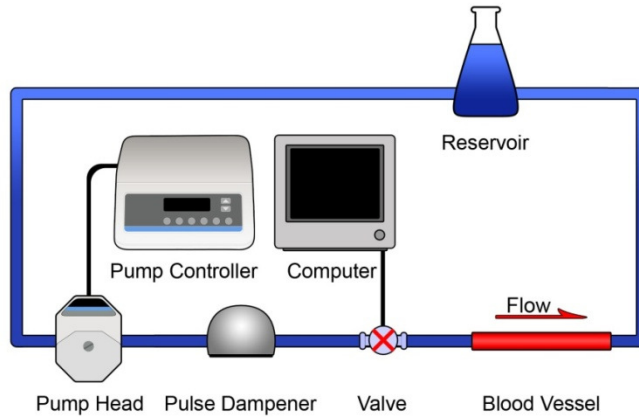 Reservoir
Pump Controller
Computer
Flow
Pump Head
Pulse Dampener
Valve
Blood Vessel